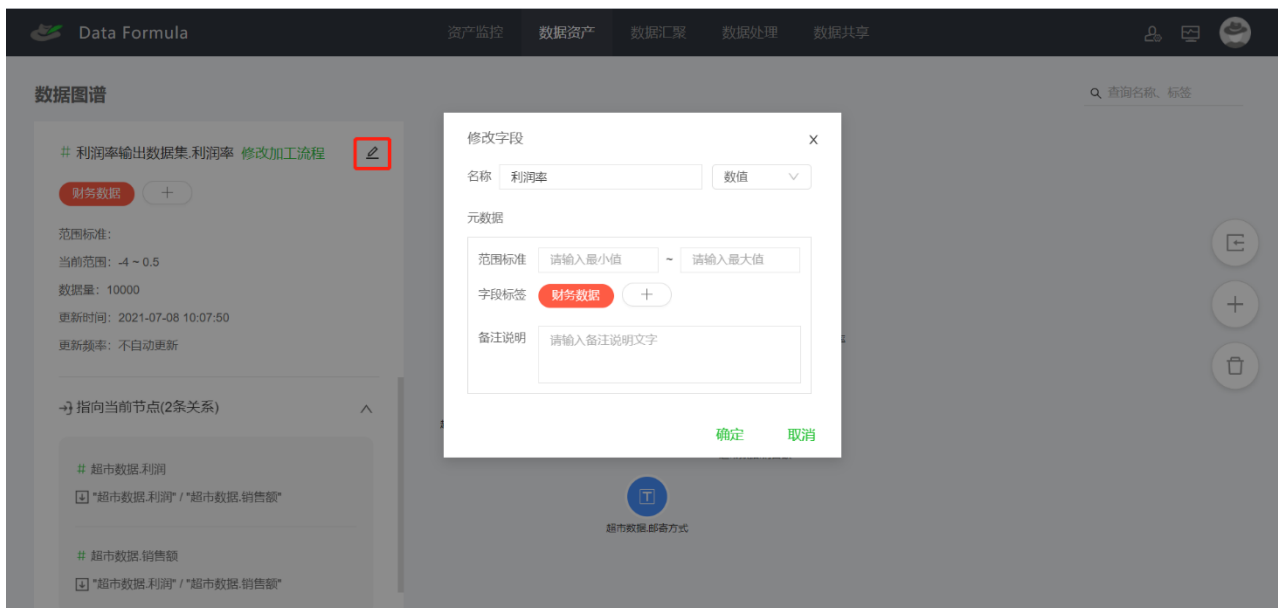 Data Formula 资产监控 数据资产 数据汇聚 数据处理 数据共享
数据图谱
查询名称、标签
# 利润率输出数据集.利润率 修改加工流程
财务数据 +
范围标准:
当前范围: -4 ~ 0.5
数据量: 10000
更新时间: 2021-07-08 10:07:50
更新频率: 不自动更新
指向当前节点(2条关系)
# 超市数据.利润
"超市数据.利润" / "超市数据.销售额"
# 超市数据.销售额
"超市数据.利润" / "超市数据.销售额"
修改字段 x
名称 利润率 数值
元数据
范围标准 请输入最小值 ~ 请输入最大值
字段标签 财务数据 +
备注说明 请输入备注说明文字
确定 取消
T
超市数据.邮寄方式